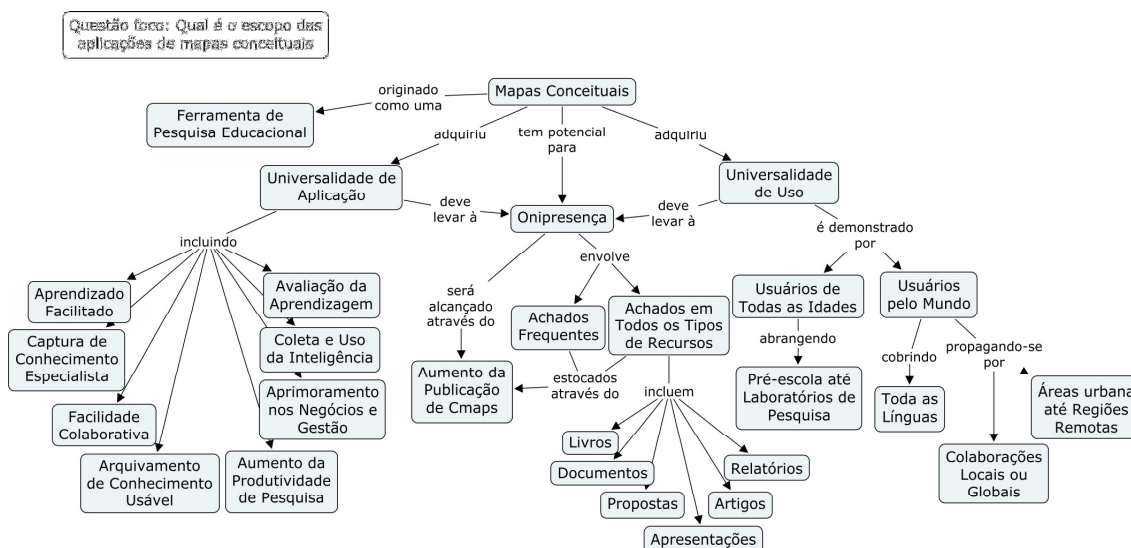 Questão foco: Qual é o escopo das
aplicações de mapas conceituais
Mapas Conceituais
originado
como uma
Ferramenta de
Pesquisa Educacional
adquiriu
tem potencial
para
adquiriu
Universalidade de
Aplicação
Universalidade
de Uso
deve
levar à
Onipresença
deve
levar à
incluindo
envolve
é demonstrado
por
Aprendizado
Facilitado
Avaliação da
Aprendizagem
Captura de
Conhecimento
Especialista
Coleta e Uso
da Inteligência
Facilidade
Colaborativa
Aprimoramento
nos Negócios e
Gestão
Arquivamento
de Conhecimento
Usável
Aumento da
Produtividade
de Pesquisa
será
alcançado
através do
Achados
Frequentes
Achados em
Todos os Tipos
de Recursos
Aumento da
Publicação
de Cmaps
estocados
através do
incluem
Livros
Documentos
Propostas
Apresentações
Artigos
Relatórios
Usuários de
Todas as Idades
Usuários
pelo Mundo
abrangendo
Pré-escola até
Laboratórios de
Pesquisa
cobrindo
Toda as
Línguas
propagando-se
por
Áreas urbana
até Regiões
Remotas
Colaborações
Locais ou
Globais